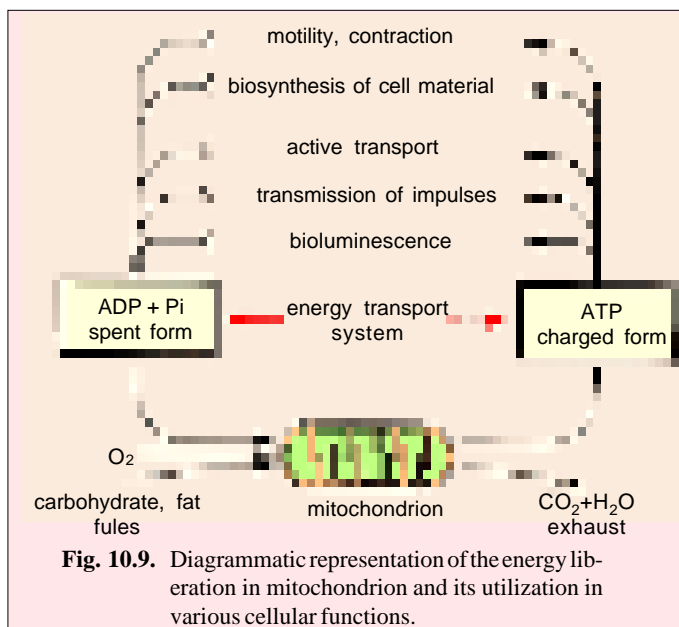 motility, contraction
biosynthesis of cell material
active transport
transmission of impulses
bioluminescence
ADP + Pi
spent form
energy transport
system
ATP
charged form
O₂
carbohydrate, fat
fules
mitochondrion
CO₂+H₂O
exhaust
Fig. 10.9. Diagrammatic representation of the energy lib-
eration in mitochondrion and its utilization in
various cellular functions.